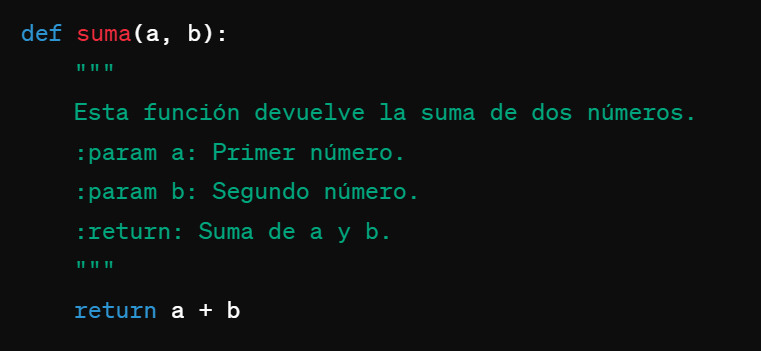 def suma(a, b):
    """
    Esta función devuelve la suma de dos números.
    :param a: Primer número.
    :param b: Segundo número.
    :return: Suma de a y b.
    """
    return a + b